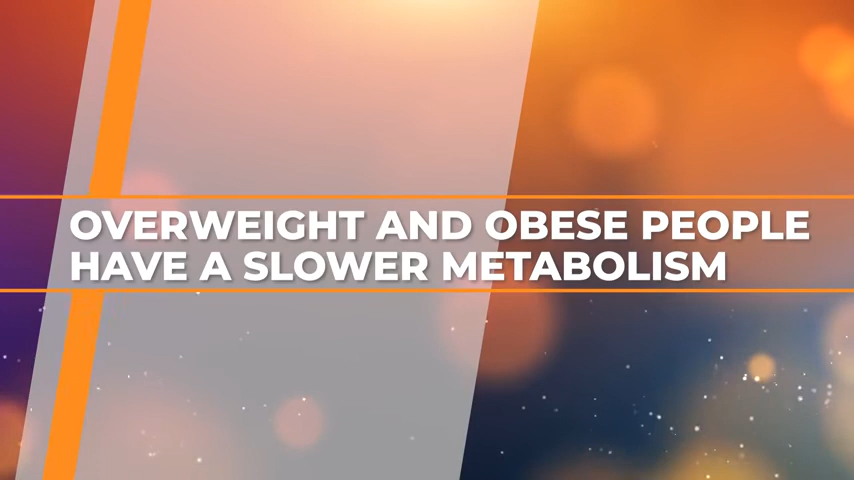 OVERWEIGHT AND OBESE PEOPLE
HAVE A SLOWER METABOLISM